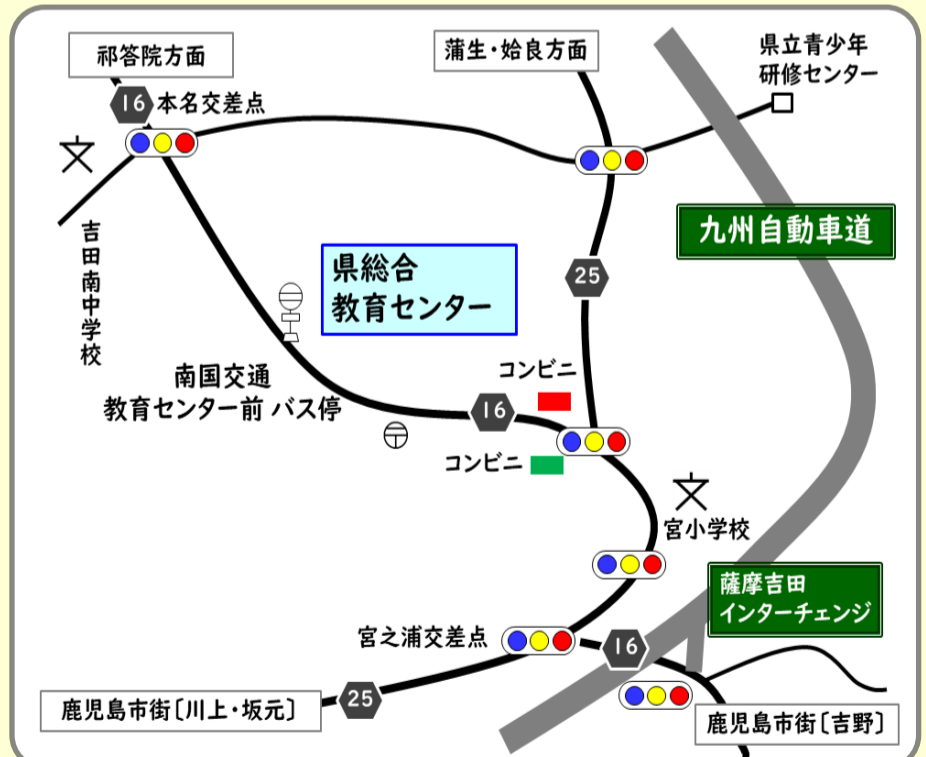 祁答院方面
蒲生・姶良方面
県立青少年
研修センター
16
本名交差点
吉田南中学校
九州自動車道
県総合
教育センター
25
南国交通
教育センター前 バス停
コンビニ
16
コンビニ
宮小学校
薩摩吉田
インターチェンジ
宮之浦交差点
16
25
鹿児島市街〔川上・坂元〕
鹿児島市街〔吉野〕